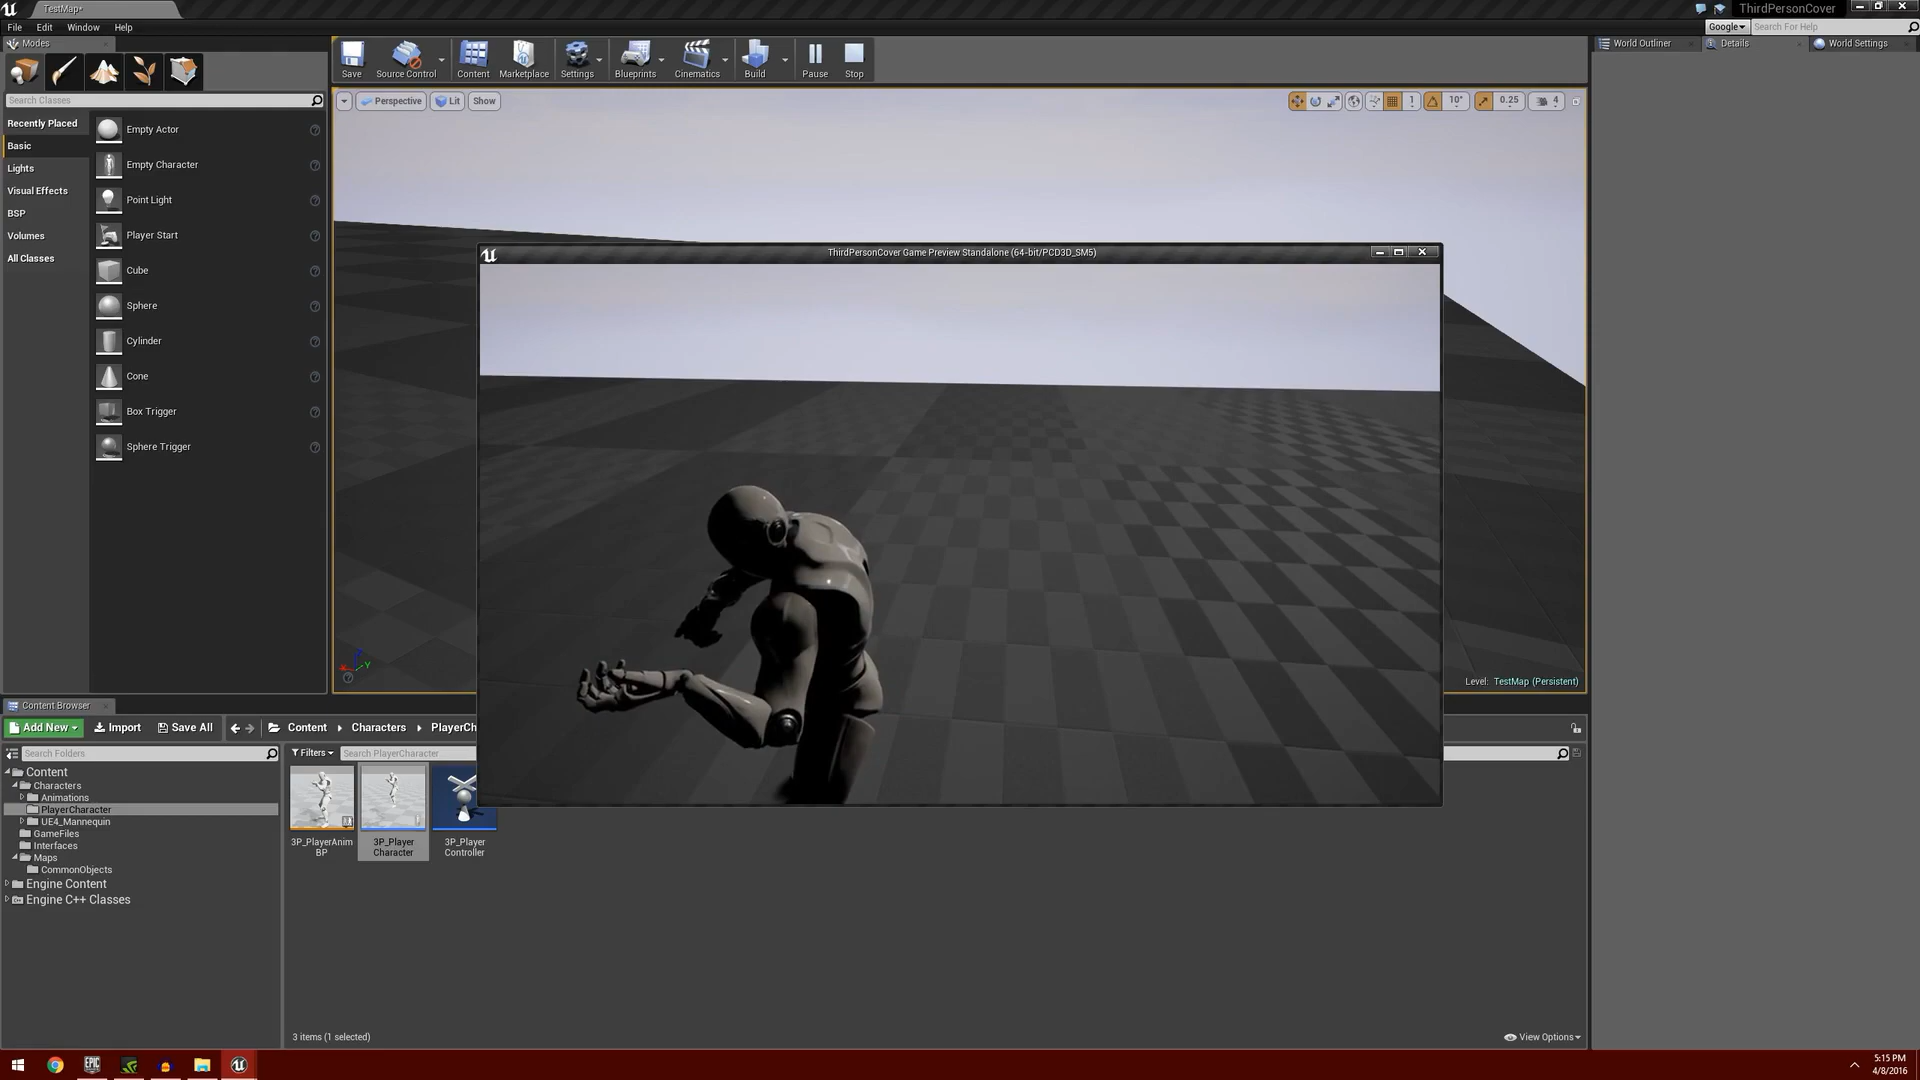 TestMap*
ThirdPersonCover
File Edit Window Help
Google Search For Help
Modes
World Outliner Details World Settings
Save Source Control Content Marketplace Settings Blueprints Cinematics Build Pause Stop
Search Classes
Perspective Lit Show
1 10° 0.25 4
Recently Placed
Basic
Lights
Visual Effects
BSP
Volumes
All Classes
Empty Actor
Empty Character
Point Light
Player Start
Cube
Sphere
Cylinder
Cone
Box Trigger
Sphere Trigger
ThirdPersonCover Game Preview Standalone (64-bit/PCD3D_SM5)
X Y
Level: TestMap (Persistent)
Content Browser
Add New Import Save All Content Characters PlayerCh
Search Folders
Filters Search PlayerCharacter
Content
Characters
Animations
PlayerCharacter
UE4_Mannequin
GameFiles
Interfaces
Maps
CommonObjects
Engine Content
Engine C++ Classes
3P_PlayerAnim
BP
3P_Player
Character
3P_Player
Controller
3 items (1 selected)
View Options
EPIC
5:15 PM
4/8/2016